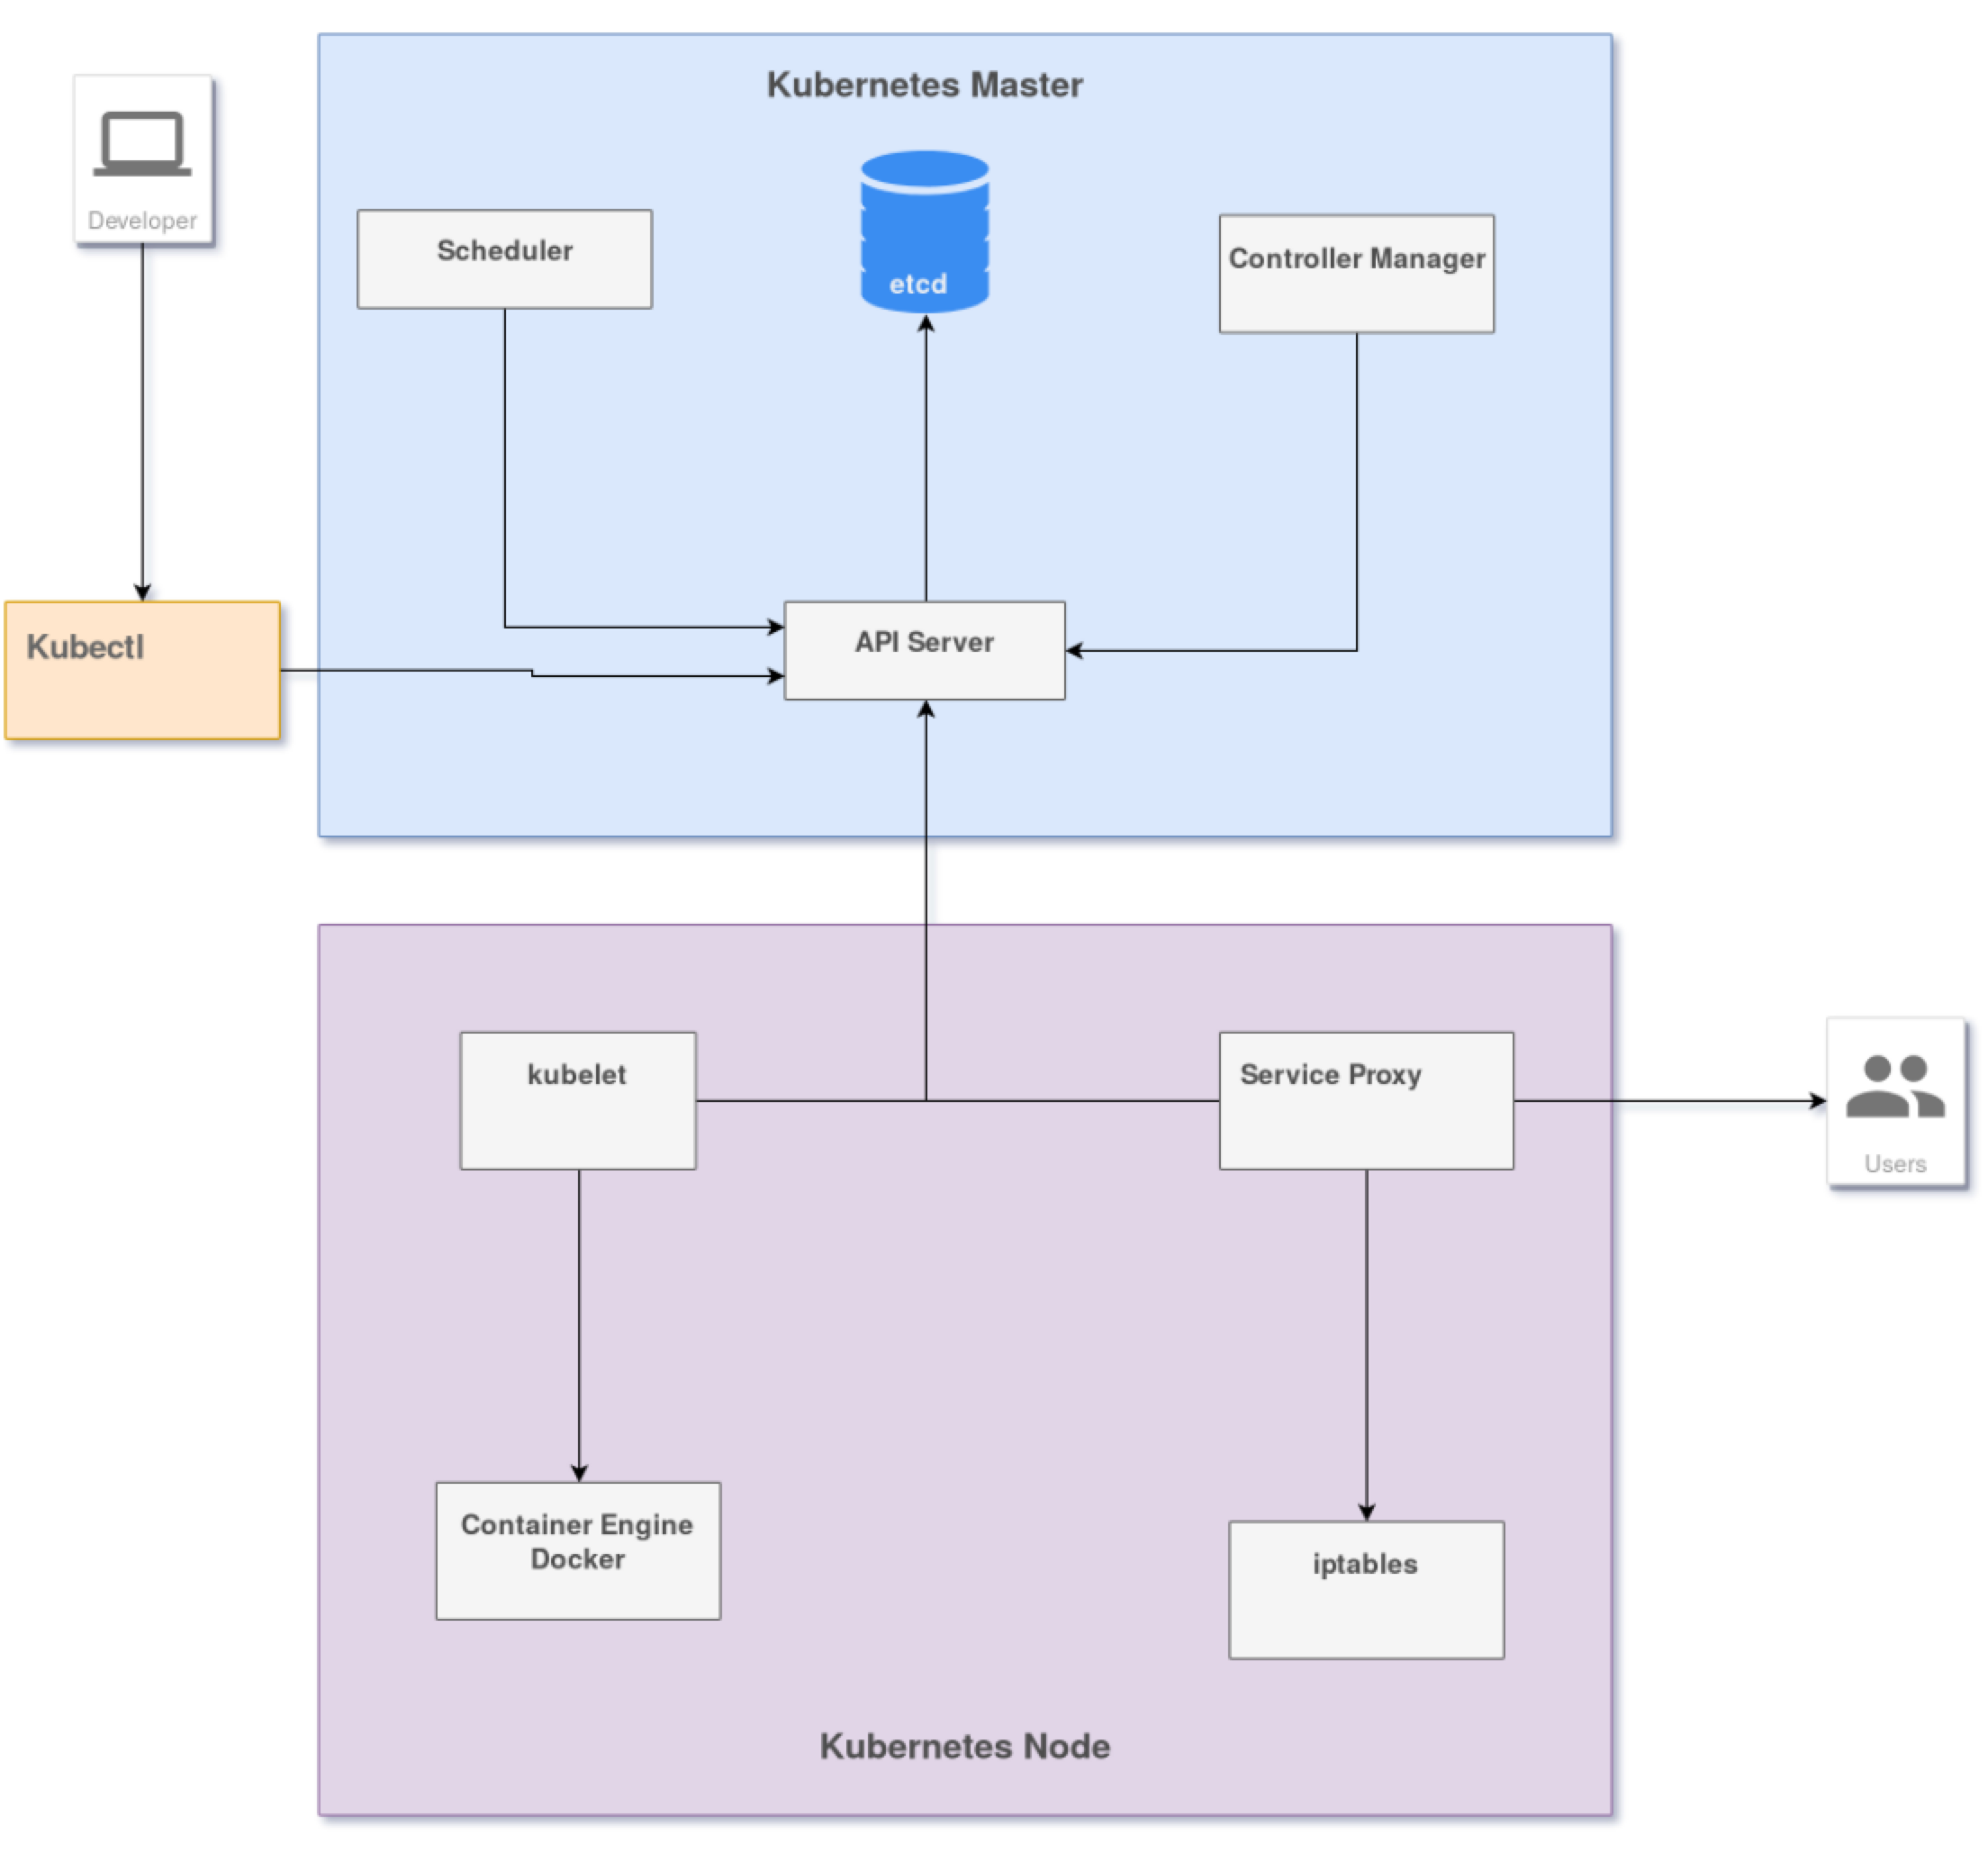 Kubernetes Master
Developer
Scheduler
etcd
Controller Manager
Kubectl
API Server
kubelet
Service Proxy
Users
Container Engine
Docker
iptables
Kubernetes Node